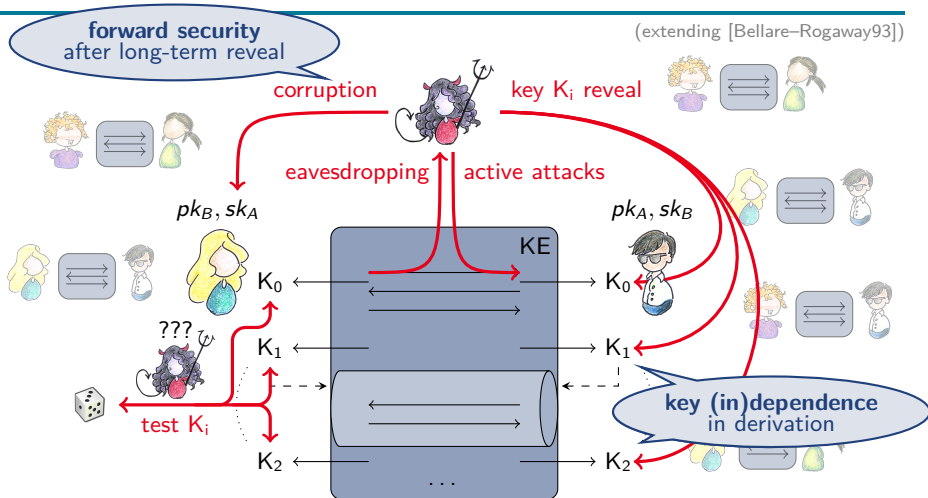 forward security
after long-term reveal
(extending [Bellare–Rogaway93])
corruption
key Kᵢ reveal
eavesdropping
active attacks
pk_B, sk_A
pk_A, sk_B
KE
K₀
K₀
???
K₁
K₁
test Kᵢ
key (in)dependence
in derivation
K₂
K₂
...